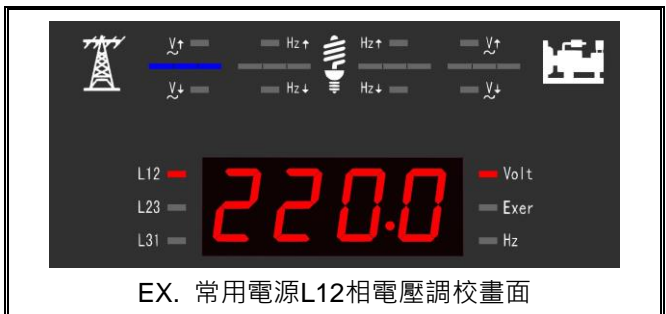 V↑ Hz↑ Hz↑ V↑
V↓ Hz↓ Hz↓ V↓
L12 Volt
L23 220.0 Exer
L31 Hz
EX. 常用電源L12相電壓調校畫面